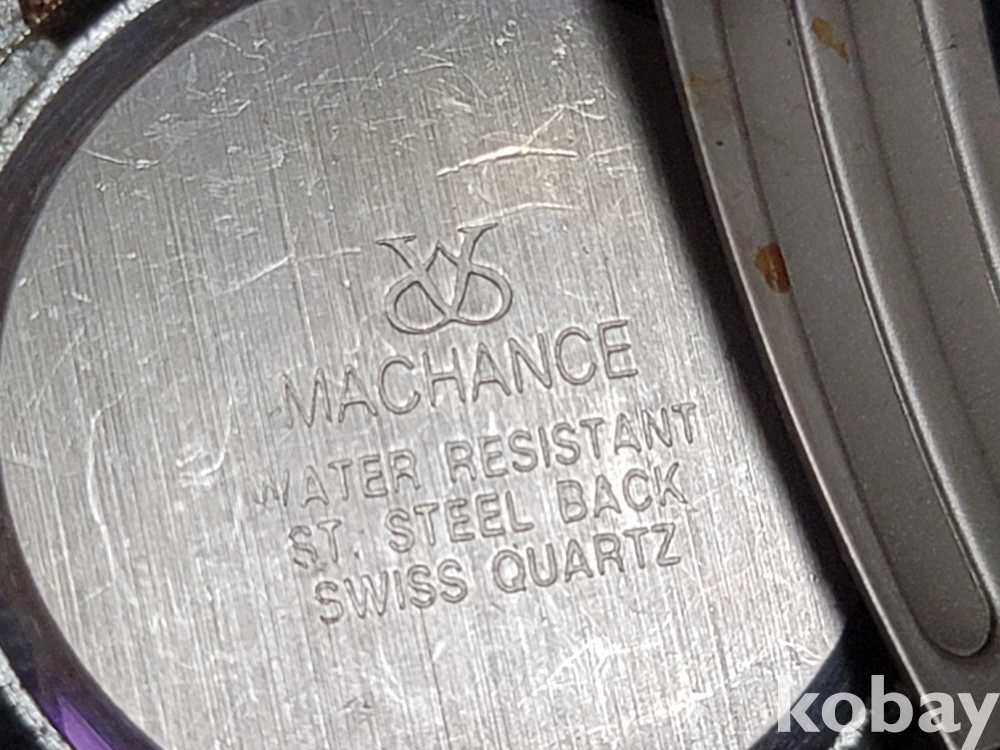 MACHANCE
WATER RESISTANT
ST. STEEL BACK
SWISS QUARTZ
kobay